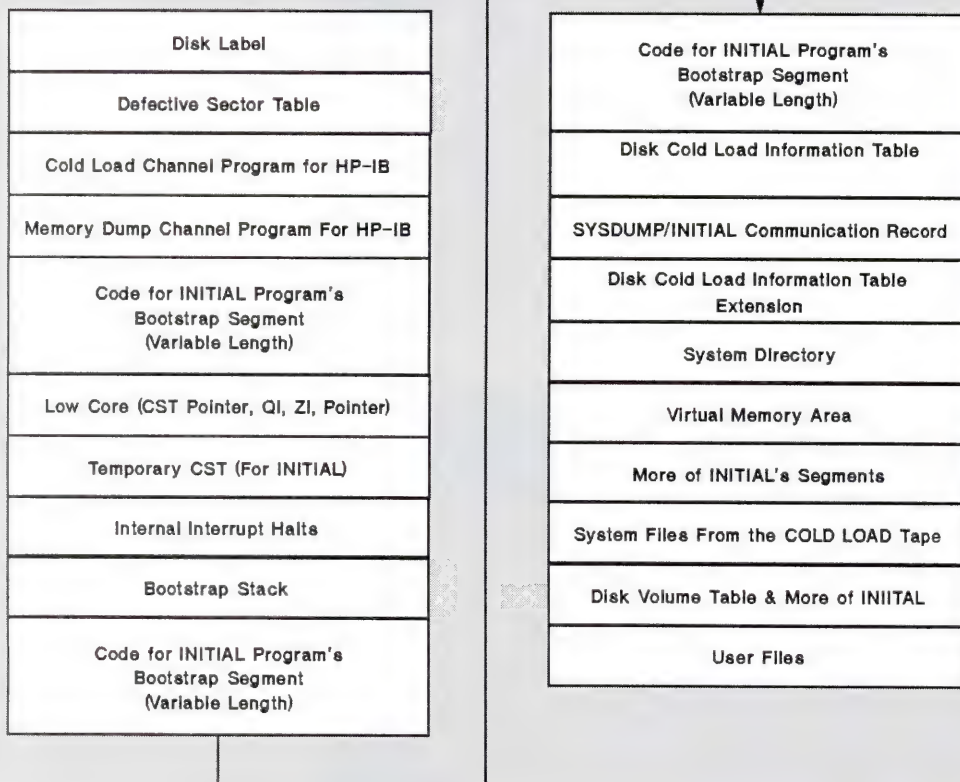 Disk Label
Defective Sector Table
Cold Load Channel Program for HP-IB
Memory Dump Channel Program For HP-IB
Code for INITIAL Program's
Bootstrap Segment
(Variable Length)
Low Core (CST Pointer, QI, ZI, Pointer)
Temporary CST (For INITIAL)
Internal Interrupt Halts
Bootstrap Stack
Code for INITIAL Program's
Bootstrap Segment
(Variable Length)
Code for INITIAL Program's
Bootstrap Segment
(Variable Length)
Disk Cold Load Information Table
SYSDUMP/INITIAL Communication Record
Disk Cold Load Information Table
Extension
System Directory
Virtual Memory Area
More of INITIAL's Segments
System Files From the COLD LOAD Tape
Disk Volume Table & More of INIITAL
User Files